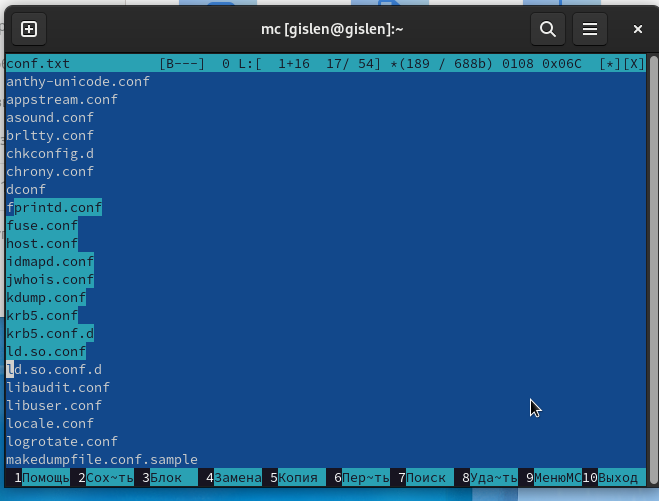 mc [gislen@gislen]:~
conf.txt [B---] 0 L:[ 1+16 17/ 54] *(189 / 688b) 0108 0x06C [*][X]
anthy-unicode.conf
appstream.conf
asound.conf
brltty.conf
chkconfig.d
chrony.conf
dconf
fprintd.conf
fuse.conf
host.conf
idmapd.conf
jwhois.conf
kdump.conf
krb5.conf
krb5.conf.d
ld.so.conf
ld.so.conf.d
libaudit.conf
libuser.conf
locale.conf
logrotate.conf
makedumpfile.conf.sample
1Помощь 2Сох~ть 3Блок 4Замена 5Копия 6Пер~ть 7Поиск 8Уда~ть 9МенюMC 10Выход